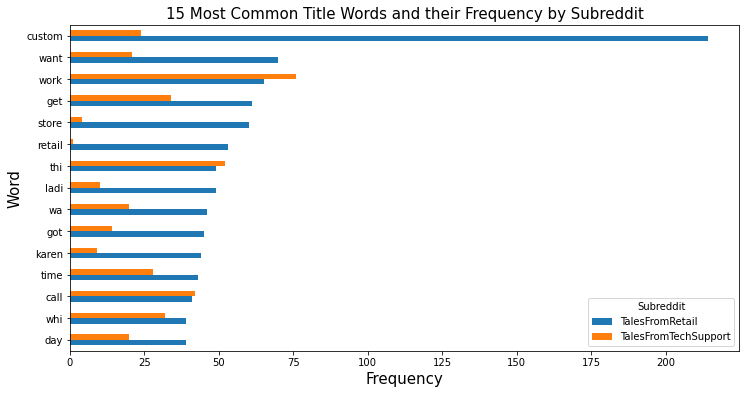 15 Most Common Title Words and their Frequency by Subreddit
custom
want
work
get
store
retail
thi
ladi
wa
got
karen
time
call
whi
day
Word
0 25 50 75 100 125 150 175 200
Frequency
Subreddit
TalesFromRetail
TalesFromTechSupport